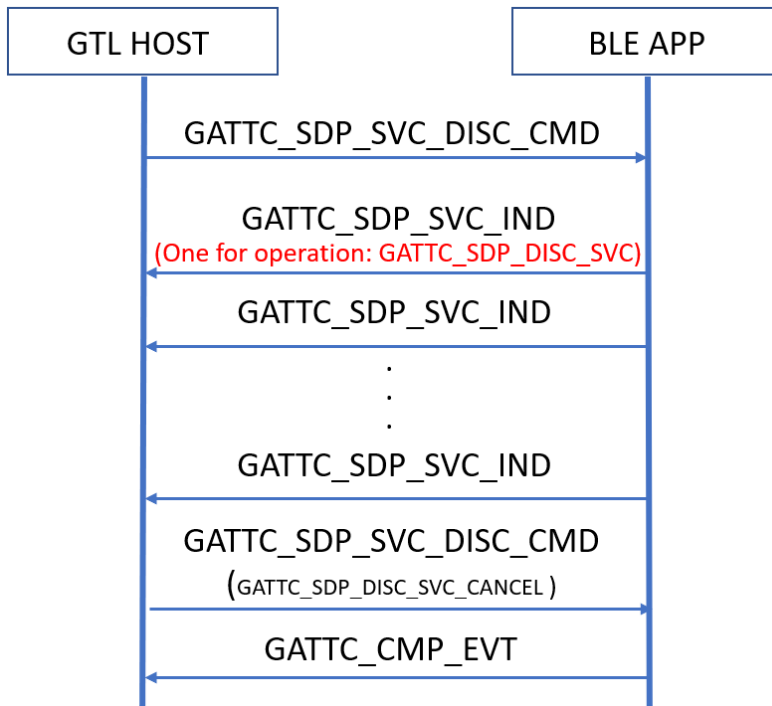 GTL HOST
BLE APP
GATTC_SDP_SVC_DISC_CMD
GATTC_SDP_SVC_IND
(One for operation: GATTC_SDP_DISC_SVC)
GATTC_SDP_SVC_IND
.
.
.
GATTC_SDP_SVC_IND
GATTC_SDP_SVC_DISC_CMD
(GATTC_SDP_DISC_SVC_CANCEL )
GATTC_CMP_EVT